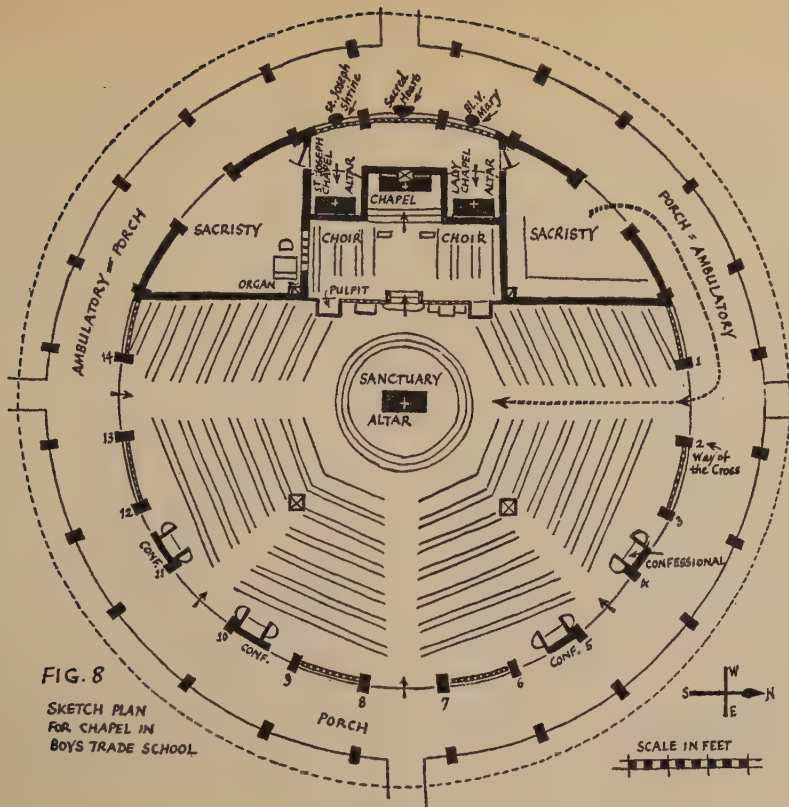 St. Joseph
Shrine
Sacred
Heart
Bl. V.
Mary
ST. JOSEPH
CHAPEL
ALTAR
LADY
CHAPEL
ALTAR
CHAPEL
SACRISTY
CHOIR
CHOIR
SACRISTY
ORGAN
PULPIT
AMBULATORY = PORCH
PORCH = AMBULATORY
14
1
SANCTUARY
ALTAR
13
2
Way of
the Cross
12
3
CONF.
11
CONFESSIONAL
4
10
CONF.
CONF. 5
9
8
7
6
PORCH
FIG. 8
SKETCH PLAN
FOR CHAPEL IN
BOYS TRADE SCHOOL
W
S
N
E
SCALE IN FEET